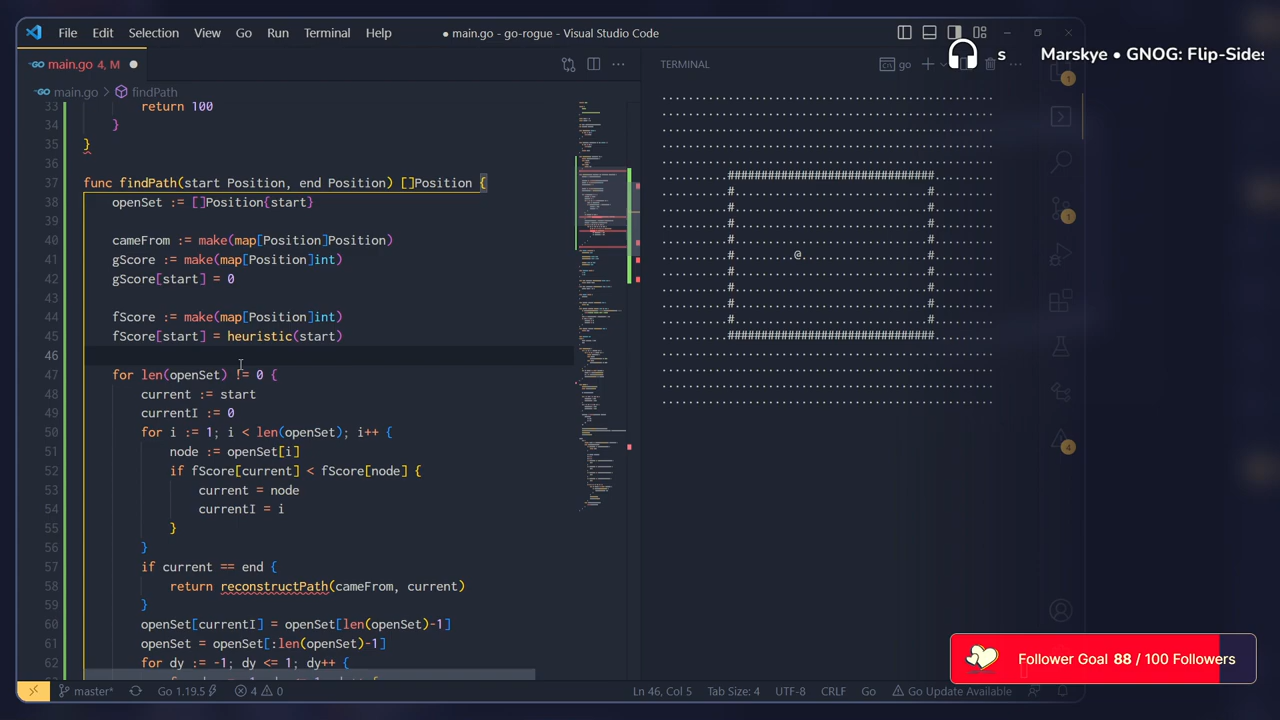 File Edit Selection View Go Run Terminal Help
● main.go - go-rogue - Visual Studio Code
s Marskye • GNOG: Flip-Sides
main.go 4, M ●
TERMINAL
go
main.go > findPath
33 return 100
34 }
35 }
36
37 func findPath(start Position, end Position) []Position {
38 openSet := []Position{start}
39
40 cameFrom := make(map[Position]Position)
41 gScore := make(map[Position]int)
42 gScore[start] = 0
43
44 fScore := make(map[Position]int)
45 fScore[start] = heuristic(start)
46
47 for len(openSet) != 0 {
48 current := start
49 currentI := 0
50 for i := 1; i < len(openSet); i++ {
51 node := openSet[i]
52 if fScore[current] < fScore[node] {
53 current = node
54 currentI = i
55 }
56 }
57 if current == end {
58 return reconstructPath(cameFrom, current)
59 }
60 openSet[currentI] = openSet[len(openSet)-1]
61 openSet = openSet[:len(openSet)-1]
62 for dy := -1; dy <= 1; dy++ {
@
1
1
4
Follower Goal 88 / 100 Followers
master* Go 1.19.5 4 0 Ln 46, Col 5 Tab Size: 4 UTF-8 CRLF Go Go Update Available